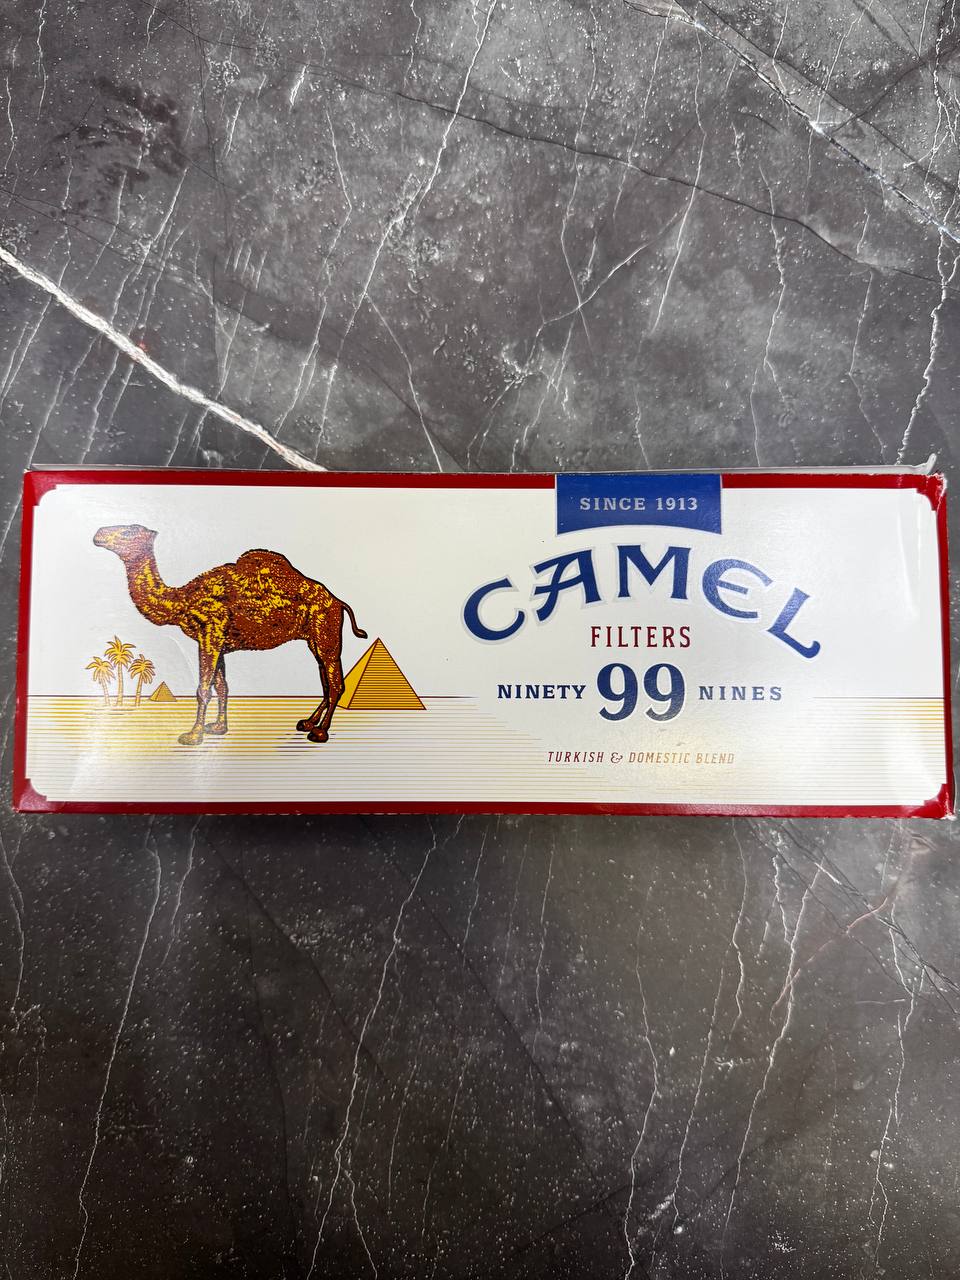 SINCE 1913
CAMEL
FILTERS
NINETY 99 NINES
TURKISH & DOMESTIC BLEND